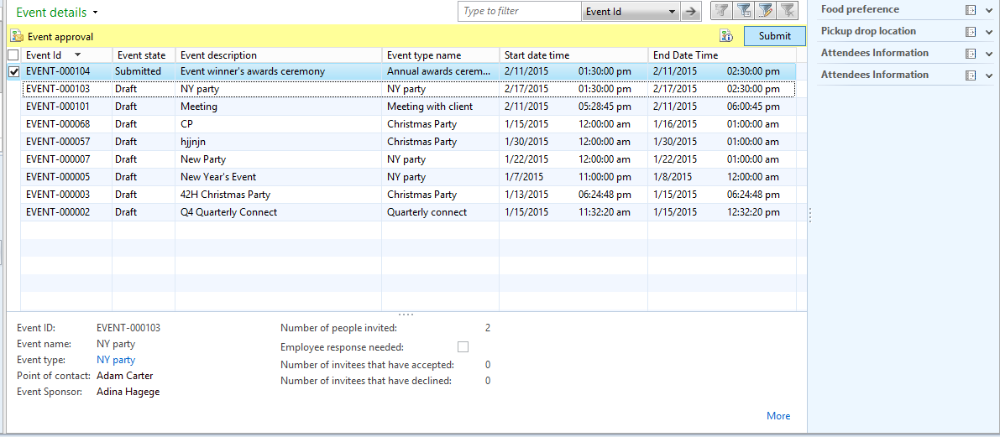 Event details
Type to filter Event Id
Event approval Submit
Event Id Event state Event description Event type name Start date time End Date Time
EVENT-000104 Submitted Event winner's awards ceremony Annual awards cerem... 2/11/2015 01:30:00 pm 2/11/2015 02:30:00 pm
EVENT-000103 Draft NY party NY party 2/17/2015 01:30:00 pm 2/17/2015 02:30:00 pm
EVENT-000101 Draft Meeting Meeting with client 2/11/2015 05:28:45 pm 2/11/2015 06:00:45 pm
EVENT-000068 Draft CP Christmas Party 1/15/2015 12:00:00 am 1/16/2015 01:00:00 am
EVENT-000057 Draft hjjnjn Christmas Party 1/30/2015 12:00:00 am 1/30/2015 01:00:00 am
EVENT-000007 Draft New Party NY party 1/22/2015 12:00:00 am 1/22/2015 01:00:00 am
EVENT-000005 Draft New Year's Event NY party 1/7/2015 11:00:00 pm 1/8/2015 12:00:00 am
EVENT-000003 Draft 42H Christmas Party Christmas Party 1/13/2015 06:24:48 pm 1/15/2015 06:24:48 pm
EVENT-000002 Draft Q4 Quarterly Connect Quarterly connect 1/15/2015 11:32:20 am 1/15/2015 12:32:20 pm
Event ID: EVENT-000103
Event name: NY party
Event type: NY party
Point of contact: Adam Carter
Event Sponsor: Adina Hagege
Number of people invited: 2
Employee response needed:
Number of invitees that have accepted: 0
Number of invitees that have declined: 0
More
Food preference
Pickup drop location
Attendees Information
Attendees Information